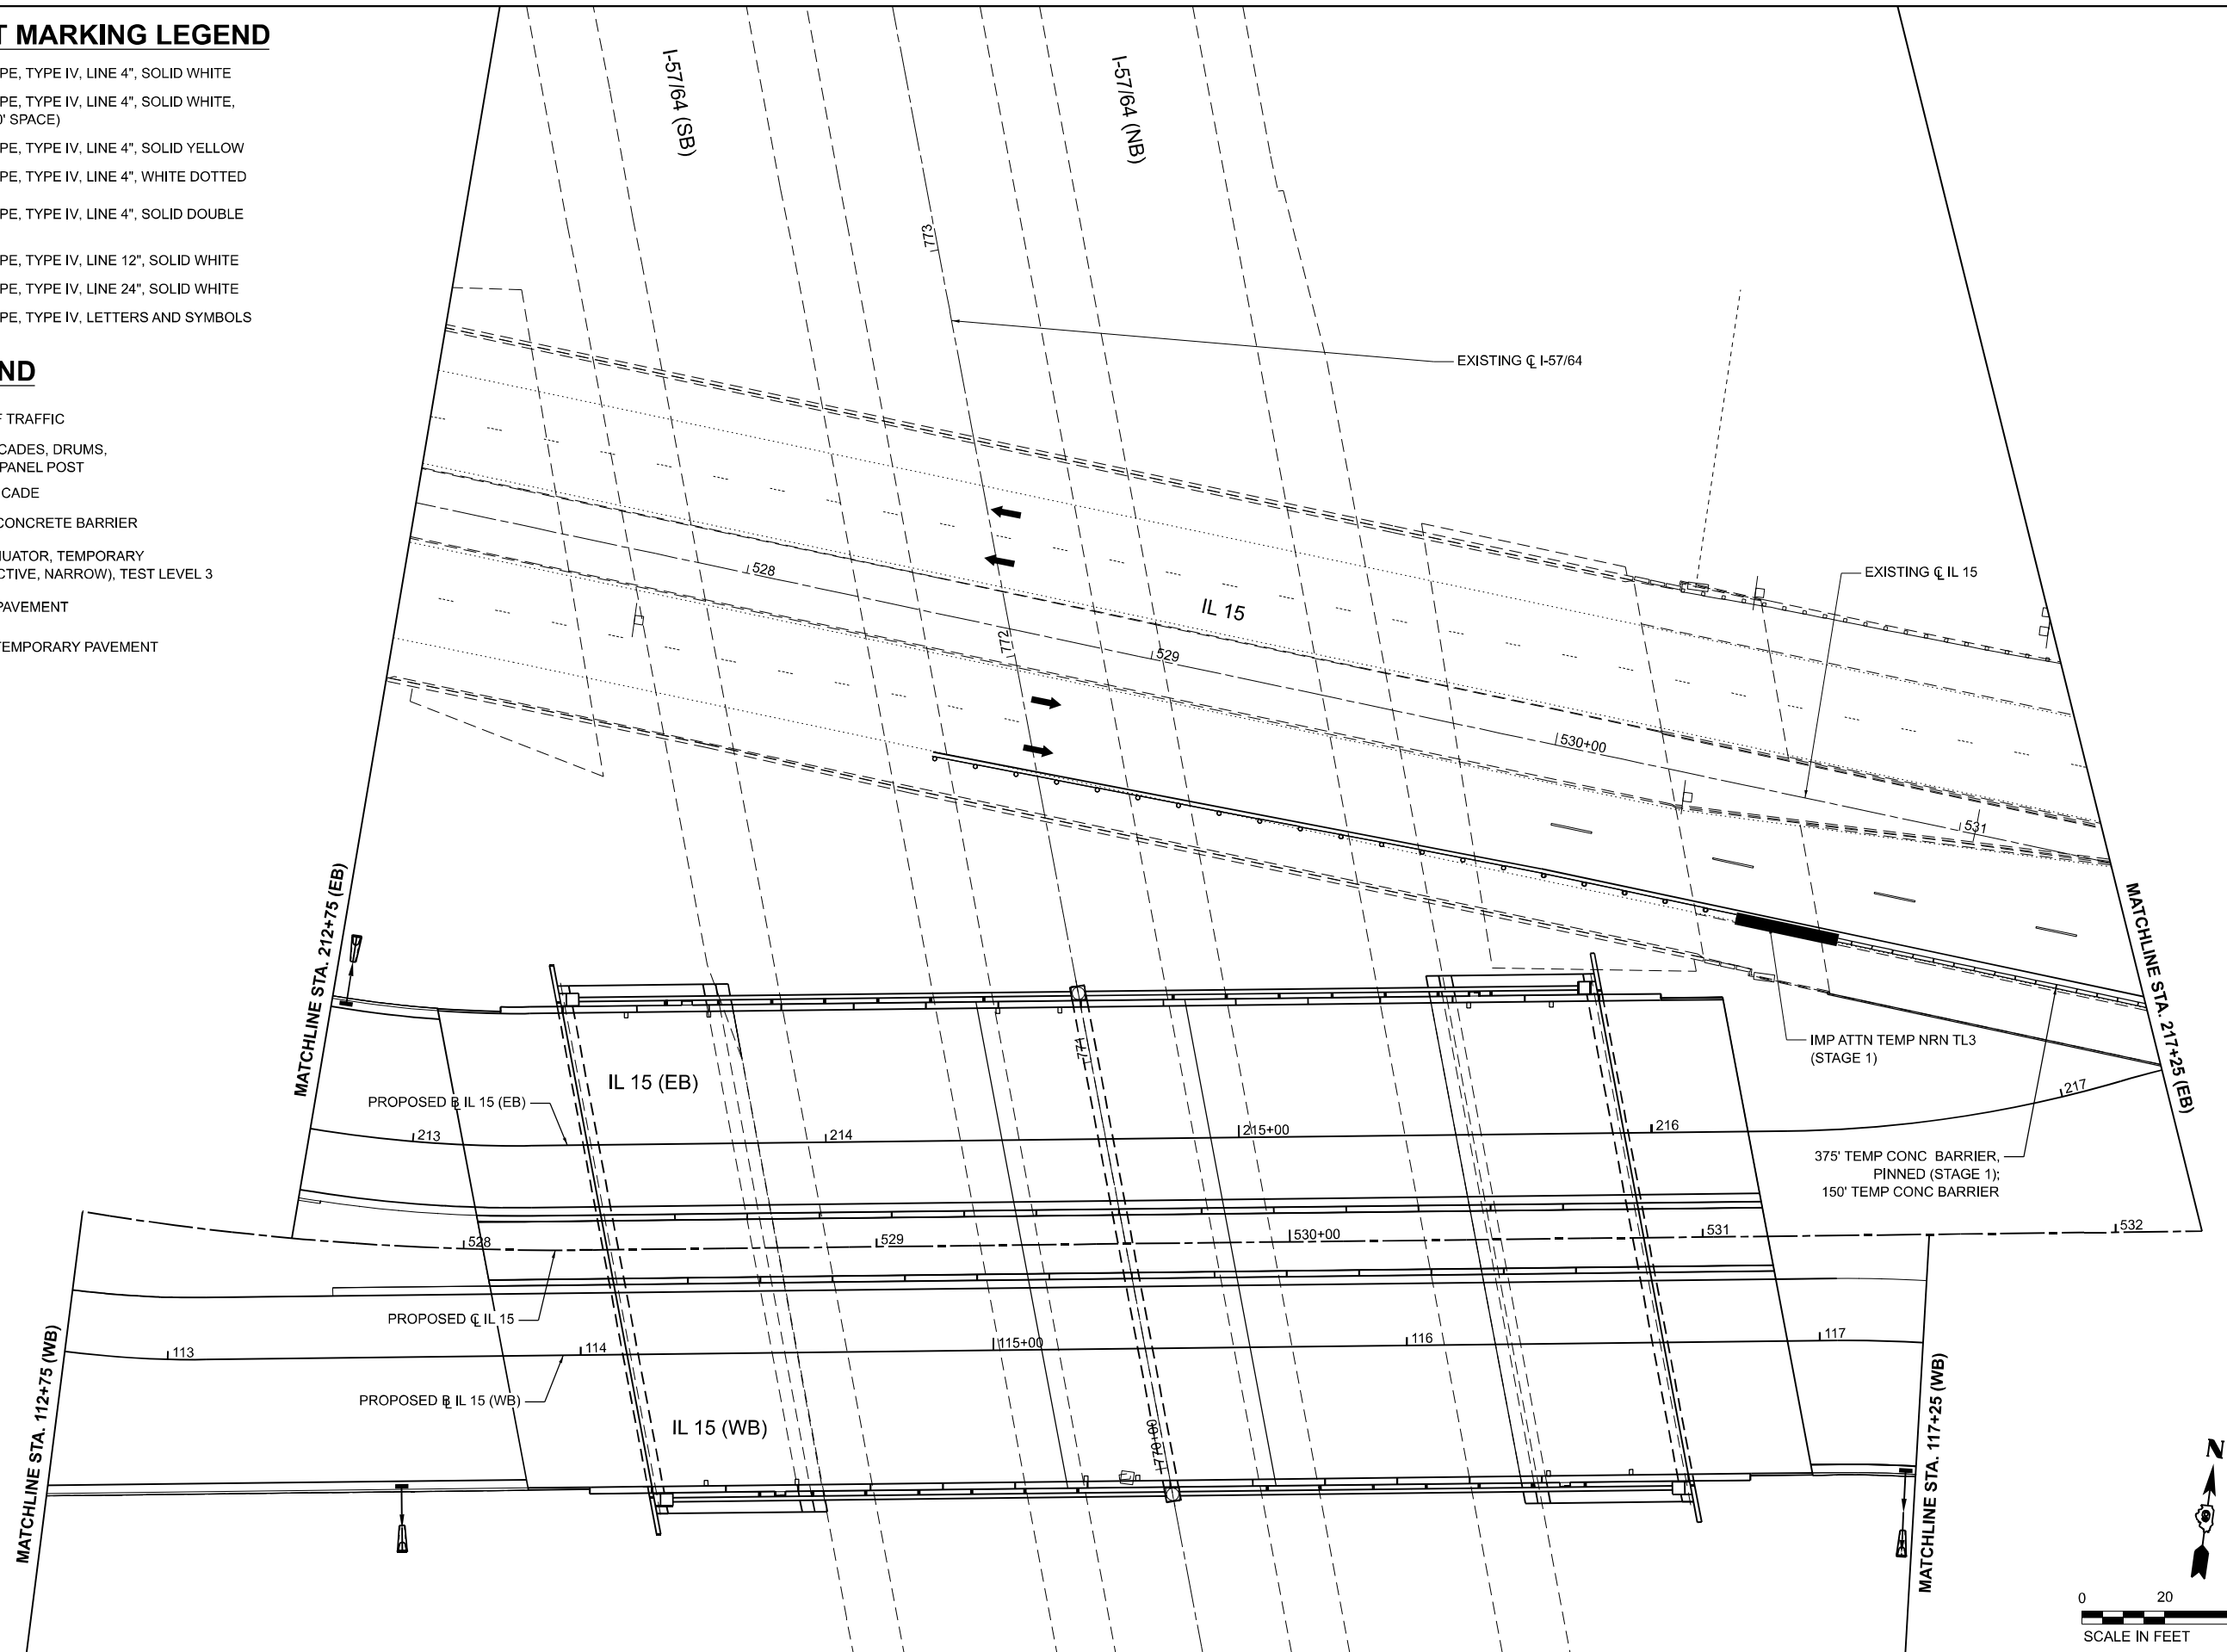 T MARKING LEGEND
PE, TYPE IV, LINE 4", SOLID WHITE
PE, TYPE IV, LINE 4", SOLID WHITE,
0' SPACE)
PE, TYPE IV, LINE 4", SOLID YELLOW
PE, TYPE IV, LINE 4", WHITE DOTTED
PE, TYPE IV, LINE 4", SOLID DOUBLE
PE, TYPE IV, LINE 12", SOLID WHITE
PE, TYPE IV, LINE 24", SOLID WHITE
PE, TYPE IV, LETTERS AND SYMBOLS
ND
F TRAFFIC
CADES, DRUMS,
PANEL POST
CADE
CONCRETE BARRIER
NUATOR, TEMPORARY
CTIVE, NARROW), TEST LEVEL 3
PAVEMENT
TEMPORARY PAVEMENT
I-57/64 (SB)
I-57/64 (NB)
773
EXISTING ℄ I-57/64
EXISTING ℄ IL 15
528
IL 15
772
529
530+00
531
MATCHLINE STA. 212+75 (EB)
MATCHLINE STA. 217+25 (EB)
IMP ATTN TEMP NRN TL3
(STAGE 1)
771
IL 15 (EB)
PROPOSED B IL 15 (EB)
213
214
215+00
216
217
375' TEMP CONC BARRIER,
PINNED (STAGE 1);
150' TEMP CONC BARRIER
528
529
530+00
531
532
PROPOSED ℄ IL 15
113
114
115+00
116
117
PROPOSED B IL 15 (WB)
IL 15 (WB)
770+00
MATCHLINE STA. 112+75 (WB)
MATCHLINE STA. 117+25 (WB)
N
0 20
SCALE IN FEET